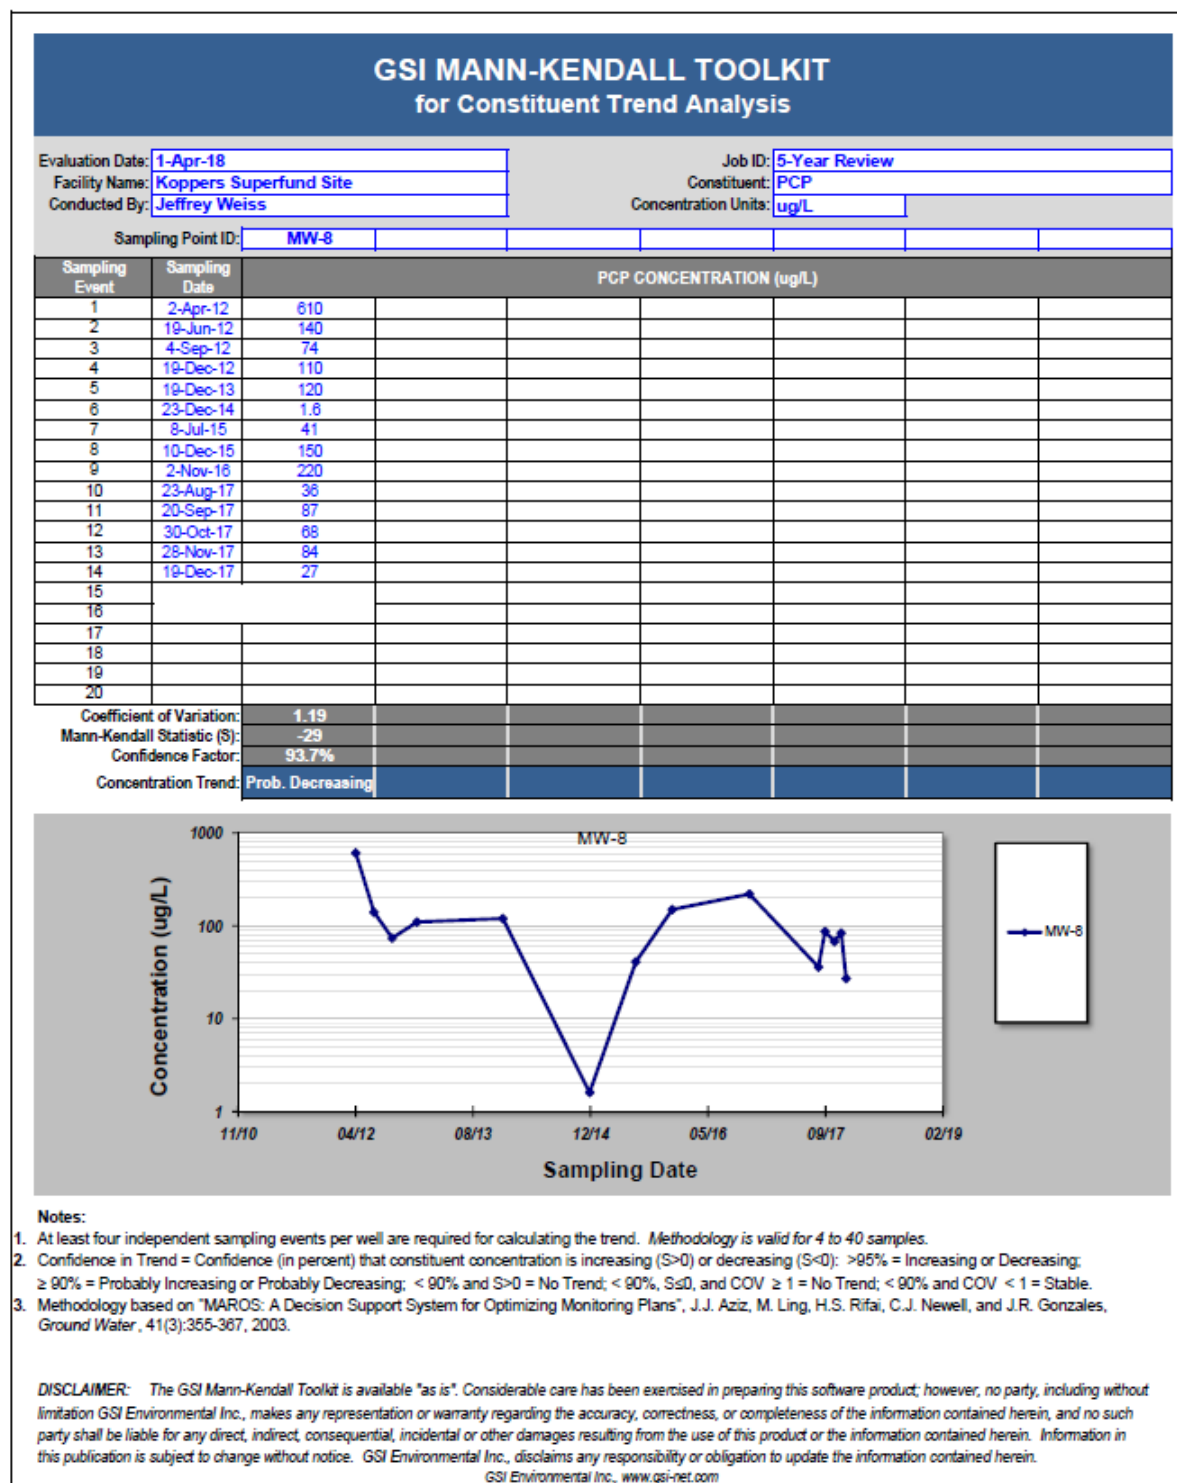 GSI MANN-KENDALL TOOLKIT
for Constituent Trend Analysis
Evaluation Date: 1-Apr-18 Job ID: 5-Year Review
Facility Name: Koppers Superfund Site Constituent: PCP
Conducted By: Jeffrey Weiss Concentration Units: ug/L
Sampling Point ID: MW-8
Sampling Event Sampling Date PCP CONCENTRATION (ug/L)
1 2-Apr-12 610
2 19-Jun-12 140
3 4-Sep-12 74
4 19-Dec-12 110
5 19-Dec-13 120
6 23-Dec-14 1.6
7 8-Jul-15 41
8 10-Dec-15 150
9 2-Nov-16 220
10 23-Aug-17 36
11 20-Sep-17 87
12 30-Oct-17 68
13 28-Nov-17 84
14 19-Dec-17 27
15
16
17
18
19
20
Coefficient of Variation: 1.19
Mann-Kendall Statistic (S): -29
Confidence Factor: 93.7%
Concentration Trend: Prob. Decreasing
MW-8
Concentration (ug/L)
1000
100
10
1
11/10 04/12 08/13 12/14 05/16 09/17 02/19
Sampling Date
MW-8
Notes:
1. At least four independent sampling events per well are required for calculating the trend. Methodology is valid for 4 to 40 samples.
2. Confidence in Trend = Confidence (in percent) that constituent concentration is increasing (S>0) or decreasing (S<0): >95% = Increasing or Decreasing;
≥ 90% = Probably Increasing or Probably Decreasing; < 90% and S>0 = No Trend; < 90%, S≤0, and COV ≥ 1 = No Trend; < 90% and COV < 1 = Stable.
3. Methodology based on "MAROS: A Decision Support System for Optimizing Monitoring Plans", J.J. Aziz, M. Ling, H.S. Rifai, C.J. Newell, and J.R. Gonzales,
Ground Water, 41(3):355-367, 2003.
DISCLAIMER: The GSI Mann-Kendall Toolkit is available "as is". Considerable care has been exercised in preparing this software product; however, no party, including without
limitation GSI Environmental Inc., makes any representation or warranty regarding the accuracy, correctness, or completeness of the information contained herein, and no such
party shall be liable for any direct, indirect, consequential, incidental or other damages resulting from the use of this product or the information contained herein. Information in
this publication is subject to change without notice. GSI Environmental Inc., disclaims any responsibility or obligation to update the information contained herein.
GSI Environmental Inc., www.gsi-net.com